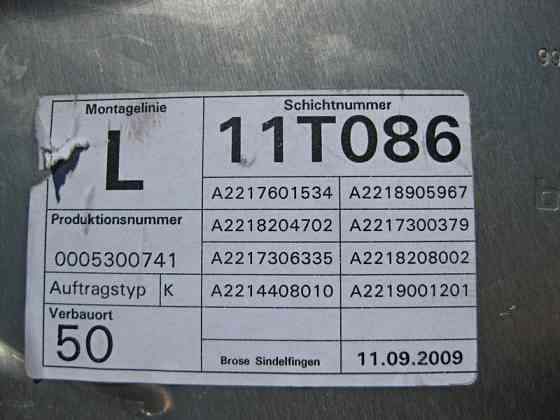 Montagelinie
L
Schichtnummer
11T086
A2217601534 A2218905967
Produktionsnummer
A2218204702 A2217300379
0005300741
A2217306335 A2218208002
Auftragstyp K
A2214408010 A2219001201
Verbauort
50
Brose Sindelfingen
11.09.2009